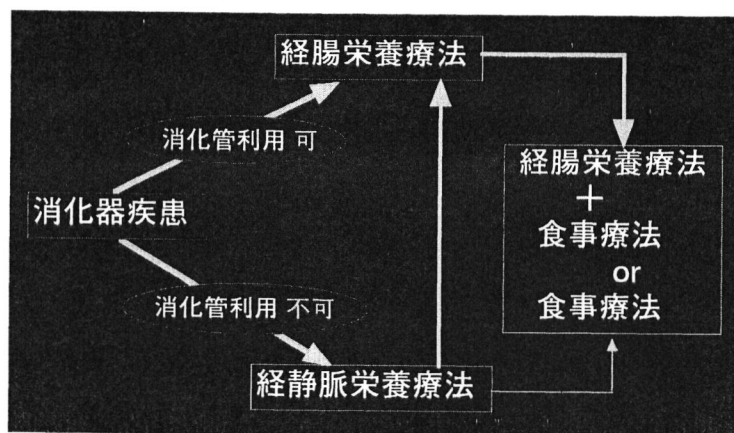 経腸栄養療法
消化管利用 可
消化器疾患
消化管利用 不可
経静脈栄養療法
経腸栄養療法
＋
食事療法
or
食事療法